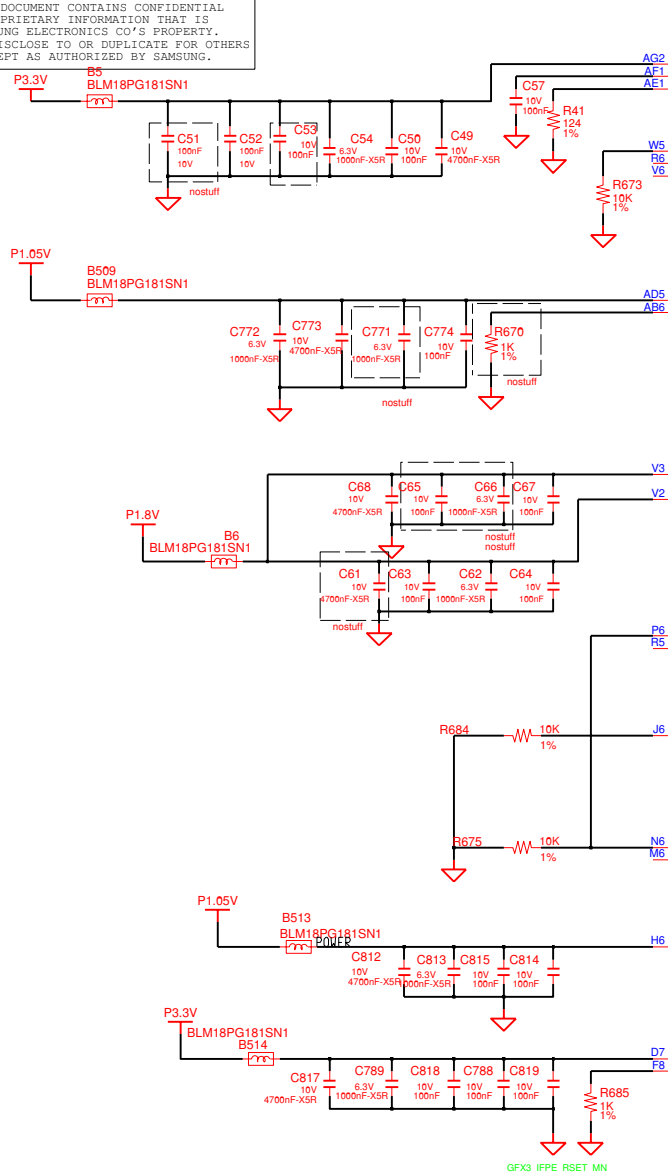 DOCUMENT CONTAINS CONFIDENTIAL
PRIETARY INFORMATION THAT IS
UNG ELECTRONICS CO'S PROPERTY.
ISCLOSE TO OR DUPLICATE FOR OTHERS
EPT AS AUTHORIZED BY SAMSUNG.
P3.3V
B5
BLM18PG181SN1
AG2
AF1
AE1
C57
10V
100nF
R41
124
1%
C51
100nF
10V
C52
100nF
10V
C53
10V
100nF
C54
6.3V
1000nF-X5R
C50
10V
100nF
C49
10V
4700nF-X5R
nostuff
W5
R6
V6
R673
10K
1%
P1.05V
B509
BLM18PG181SN1
AD5
AB6
C772
6.3V
1000nF-X5R
C773
10V
4700nF-X5R
C771
6.3V
1000nF-X5R
C774
10V
100nF
R670
1K
1%
nostuff
nostuff
V3
V2
C68
10V
4700nF-X5R
C65
10V
100nF
C66
6.3V
1000nF-X5R
C67
10V
100nF
nostuff
nostuff
P1.8V
B6
BLM18PG181SN1
C61
10V
4700nF-X5R
C63
10V
100nF
C62
6.3V
1000nF-X5R
C64
10V
100nF
nostuff
P6
R5
R684
10K
1%
J6
R675
10K
1%
N6
M6
P1.05V
B513
BLM18PG181SN1
POWER
H6
C812
10V
4700nF-X5R
C813
6.3V
1000nF-X5R
C815
10V
100nF
C814
10V
100nF
P3.3V
BLM18PG181SN1
B514
D7
F8
C817
10V
4700nF-X5R
C789
6.3V
1000nF-X5R
C818
10V
100nF
C788
10V
100nF
C819
10V
100nF
R685
1K
1%
GFX3_IFPE_RSET_MN